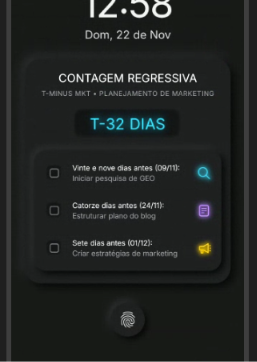 12:58
Dom, 22 de Nov
CONTAGEM REGRESSIVA
T-MINUS MKT • PLANEJAMENTO DE MARKETING
T-32 DIAS
Vinte e nove dias antes (09/11):
Iniciar pesquisa de GEO
Catorze dias antes (24/11):
Estruturar plano do blog
Sete dias antes (01/12):
Criar estratégias de marketing